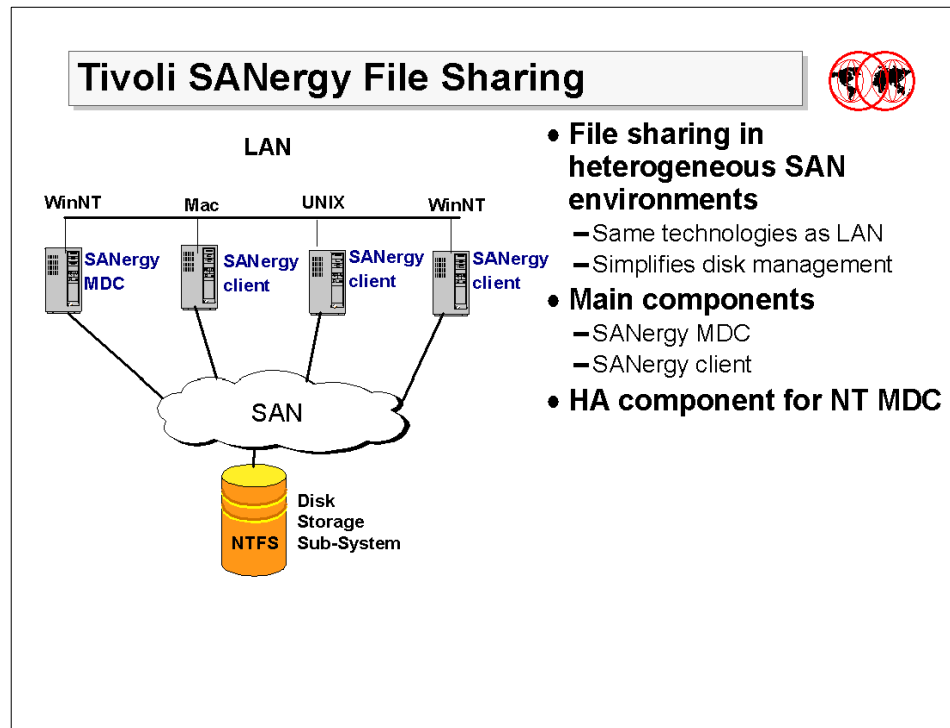 Tivoli SANergy File Sharing
LAN
WinNT
Mac
UNIX
WinNT
SANergy
MDC
SANergy
client
SANergy
client
SANergy
client
SAN
NTFS
Disk
Storage
Sub-System
• File sharing in
heterogeneous SAN
environments
–Same technologies as LAN
–Simplifies disk management
• Main components
–SANergy MDC
–SANergy client
• HA component for NT MDC